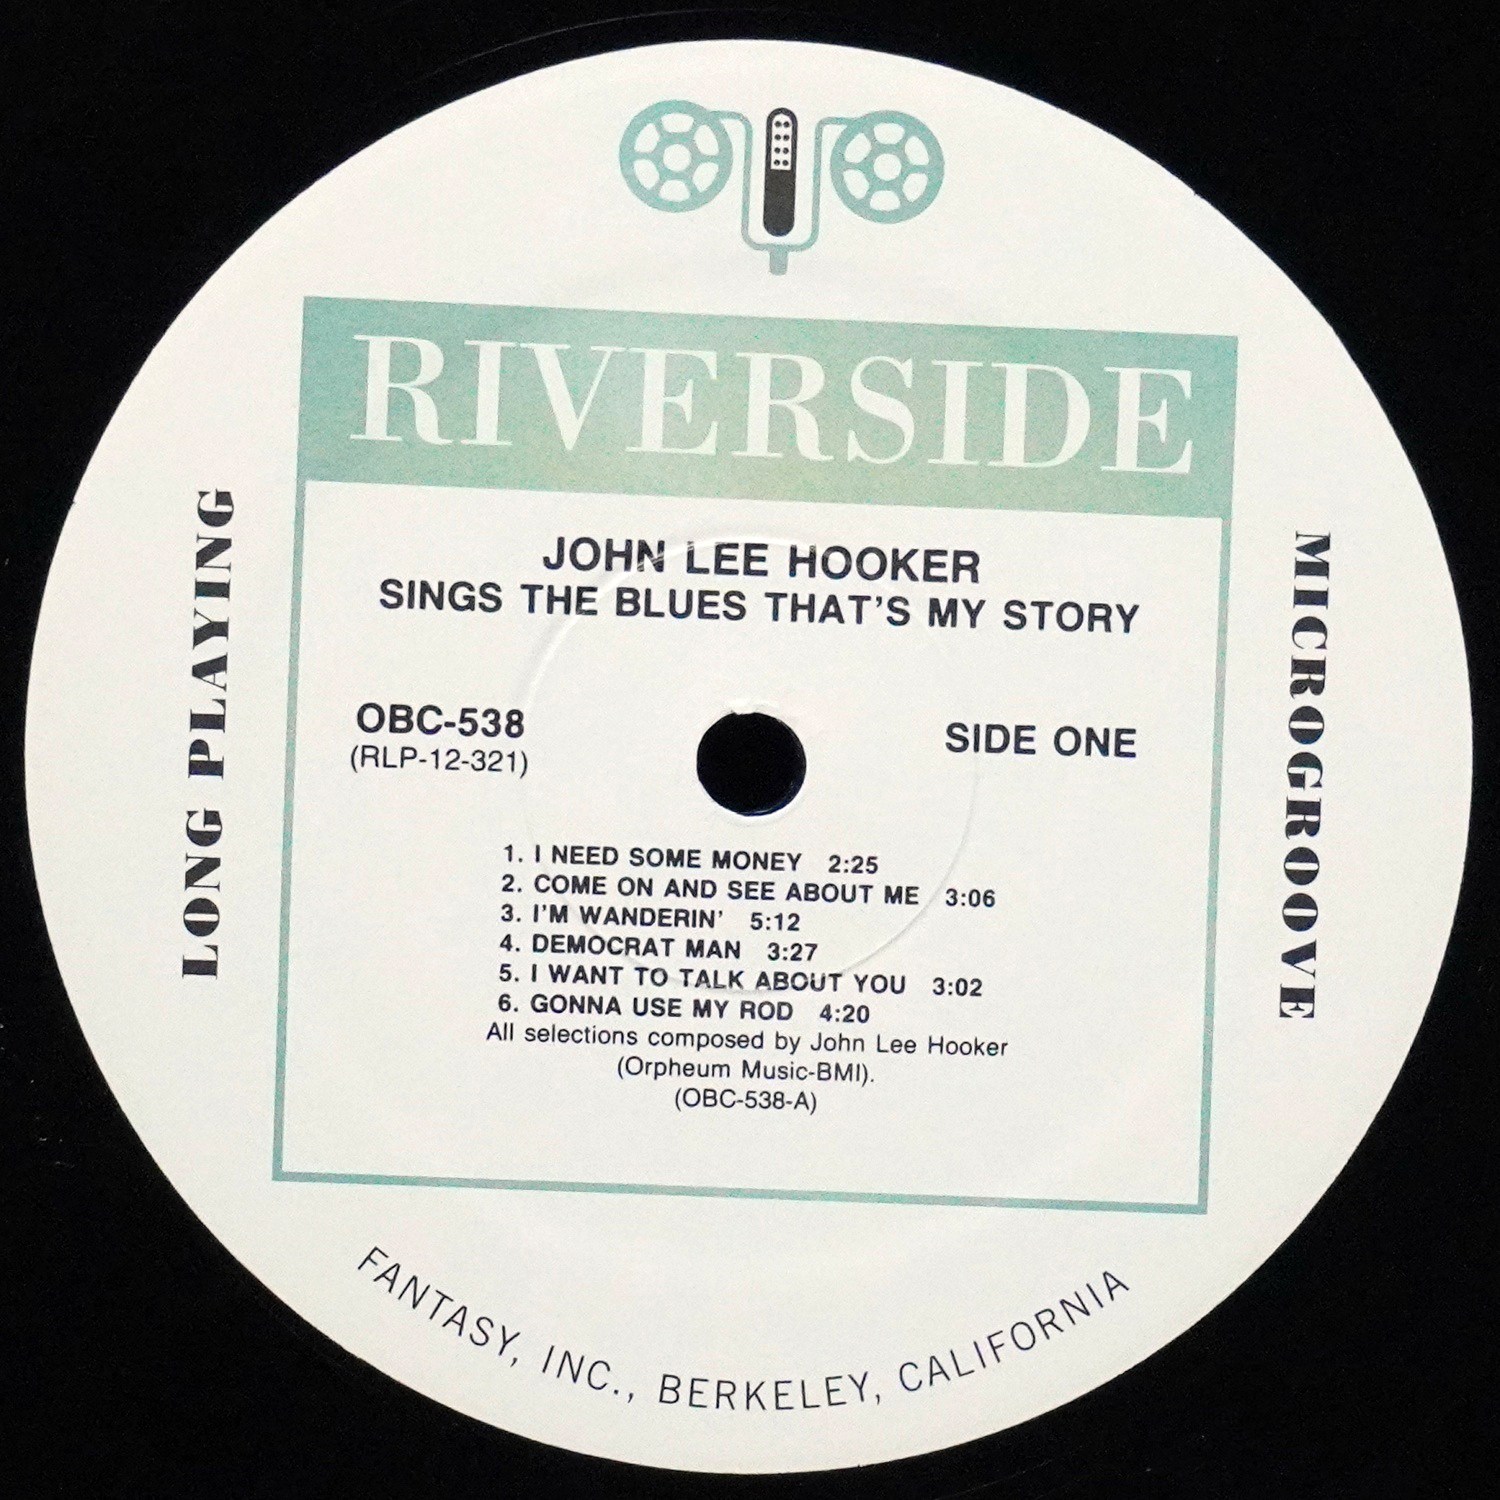 RIVERSIDE
JOHN LEE HOOKER
SINGS THE BLUES THAT'S MY STORY
OBC-538
(RLP-12-321)
SIDE ONE
LONG PLAYING
MICROGROOVE
1. I NEED SOME MONEY 2:25
2. COME ON AND SEE ABOUT ME 3:06
3. I'M WANDERIN' 5:12
4. DEMOCRAT MAN 3:27
5. I WANT TO TALK ABOUT YOU 3:02
6. GONNA USE MY ROD 4:20
All selections composed by John Lee Hooker
(Orpheum Music-BMI).
(OBC-538-A)
FANTASY, INC., BERKELEY, CALIFORNIA